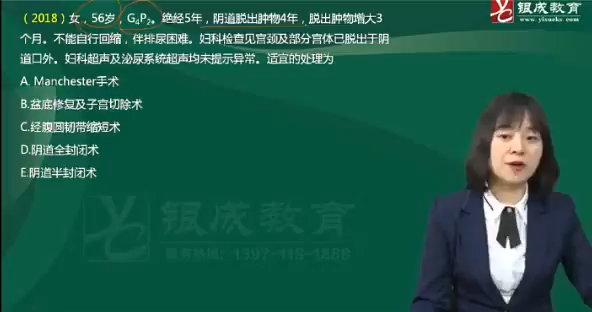 (2018)女,56岁,G₄P₂。绝经5年,阴道脱出肿物4年,脱出肿物增大3
个月。不能自行回缩,伴排尿困难。妇科检查见宫颈及部分宫体已脱出于阴
道口外。妇科超声及泌尿系统超声均未提示异常。适宜的处理为
A. Manchester手术
B.盆底修复及子宫切除术
C.经腹圆韧带缩短术
D.阴道全封闭术
E.阴道半封闭术
银成教育
www.yixueks.com
银成教育